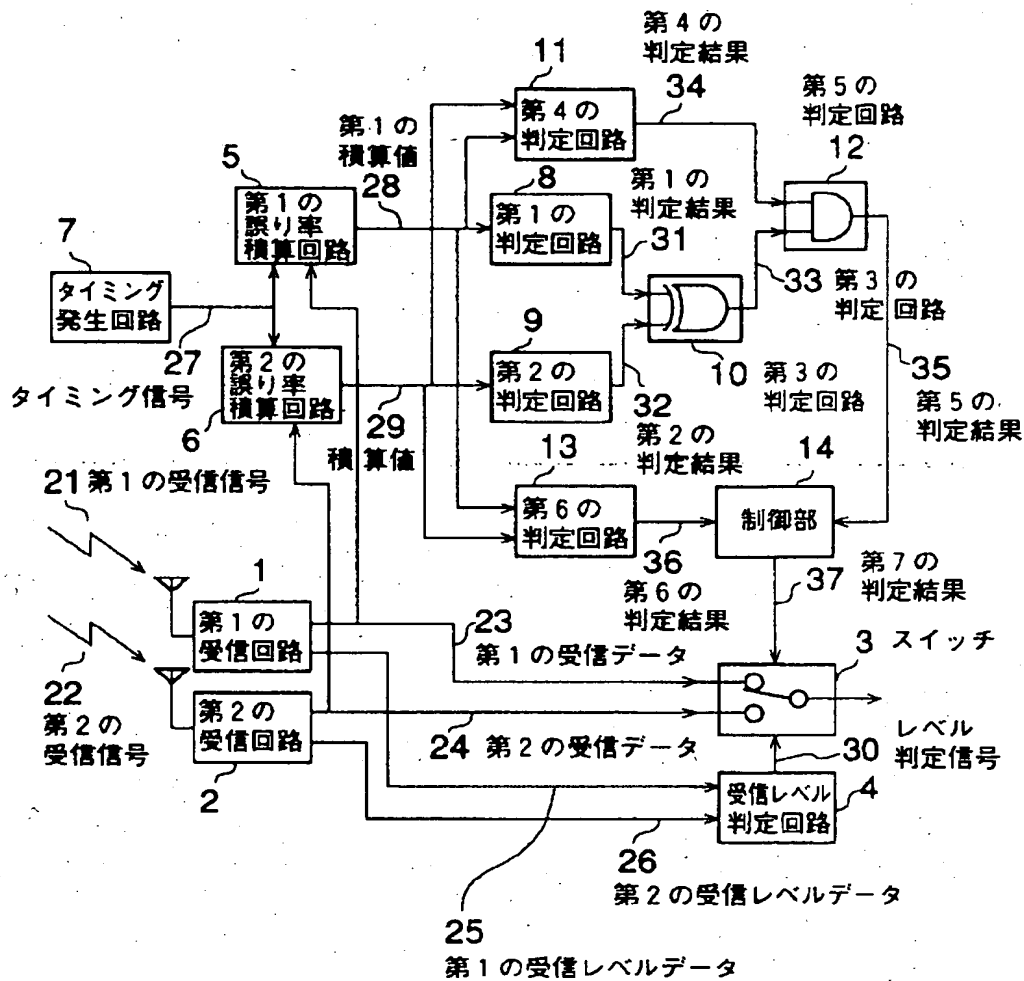 第４の
判定結果
11
34
第４の
判定回路
第５の
判定回路
12
第１の
積算値
28
5
第１の
誤り率
積算回路
8
第１の
判定回路
第１の
判定結果
31
33
第３の
判定回路
7
タイミング
発生回路
27
タイミング信号
第２の
誤り率
積算回路
6
29
積算値
9
第２の
判定回路
10
第３の
判定回路
32
第２の
判定結果
35
第５の
判定結果
21 第１の受信信号
13
第６の
判定回路
36
第６の
判定結果
14
制御部
37
第７の
判定結果
1
第１の
受信回路
23
第１の受信データ
3 スイッチ
22
第２の
受信信号
第２の
受信回路
2
24 第２の受信データ
30
レベル
判定信号
受信レベル
判定回路
4
26
第２の受信レベルデータ
25
第１の受信レベルデータ